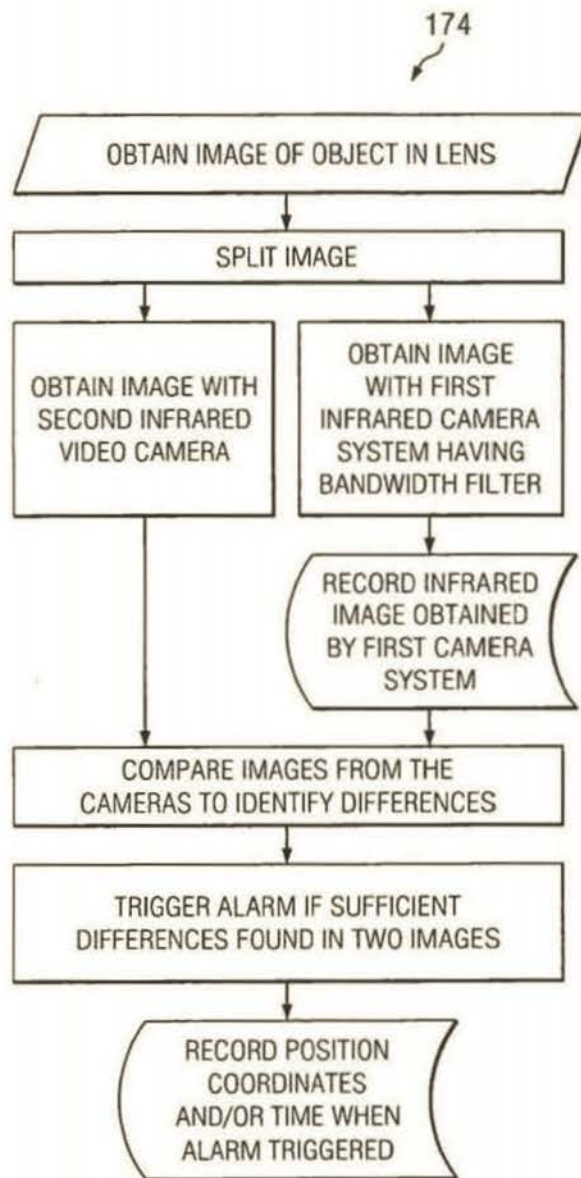 174
OBTAIN IMAGE OF OBJECT IN LENS
SPLIT IMAGE
OBTAIN IMAGE WITH
SECOND INFRARED
VIDEO CAMERA
OBTAIN IMAGE
WITH FIRST
INFRARED CAMERA
SYSTEM HAVING
BANDWIDTH FILTER
RECORD INFRARED
IMAGE OBTAINED
BY FIRST CAMERA
SYSTEM
COMPARE IMAGES FROM THE
CAMERAS TO IDENTIFY DIFFERENCES
TRIGGER ALARM IF SUFFICIENT
DIFFERENCES FOUND IN TWO IMAGES
RECORD POSITION
COORDINATES
AND/OR TIME WHEN
ALARM TRIGGERED